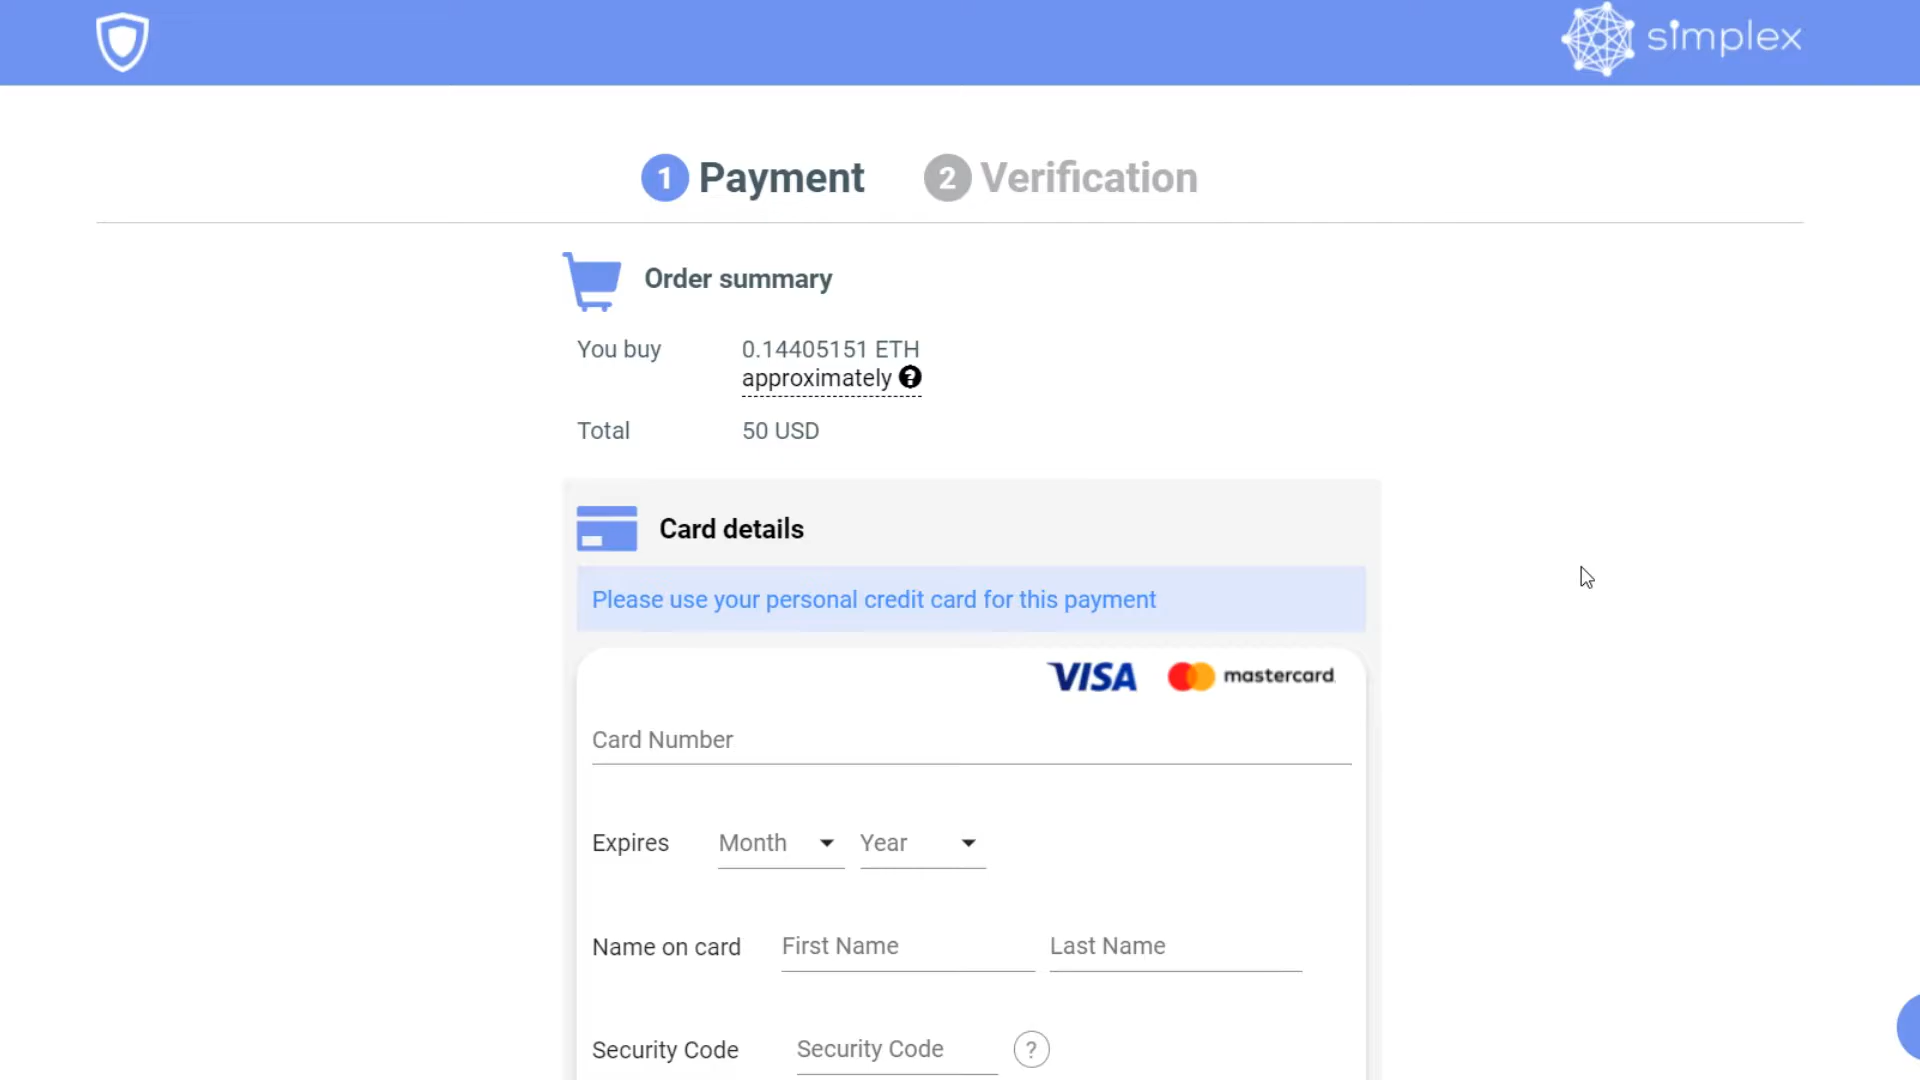 simplex
1 Payment 2 Verification
Order summary
You buy 0.14405151 ETH
approximately ?
Total 50 USD
Card details
Please use your personal credit card for this payment
VISA mastercard
Card Number
Expires Month Year
Name on card First Name Last Name
Security Code Security Code ?